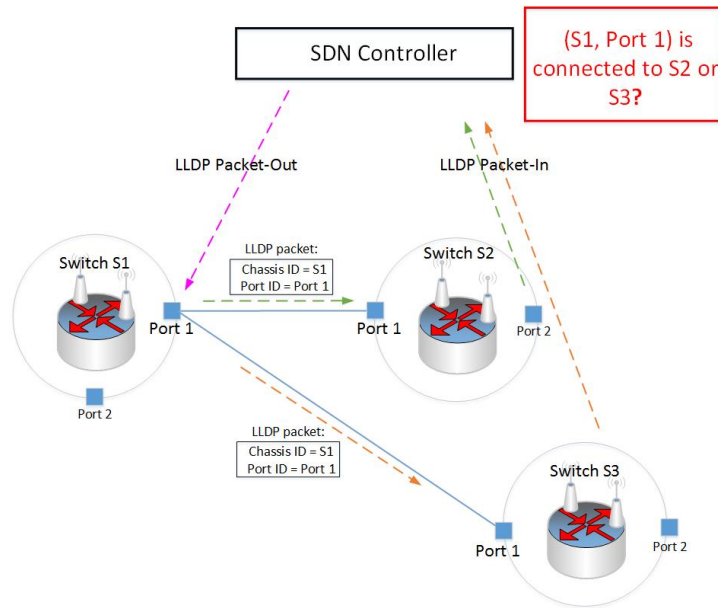 SDN Controller
(S1, Port 1) is
connected to S2 or
S3?
LLDP Packet-Out
LLDP Packet-In
LLDP packet:
Chassis ID = S1
Port ID = Port 1
Switch S1
Switch S2
Port 1
Port 1
Port 2
Port 2
LLDP packet:
Chassis ID = S1
Port ID = Port 1
Switch S3
Port 1
Port 2